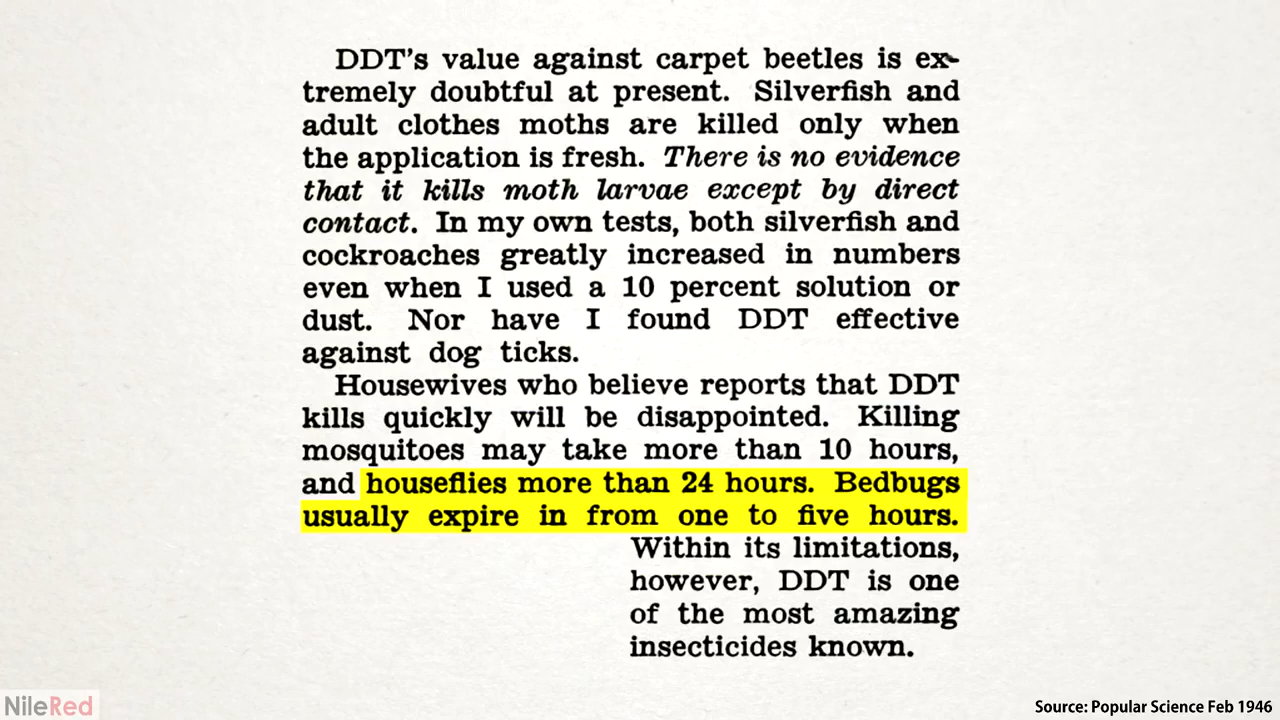 DDT's value against carpet beetles is ex-
tremely doubtful at present. Silverfish and
adult clothes moths are killed only when
the application is fresh. There is no evidence
that it kills moth larvae except by direct
contact. In my own tests, both silverfish and
cockroaches greatly increased in numbers
even when I used a 10 percent solution or
dust. Nor have I found DDT effective
against dog ticks.
Housewives who believe reports that DDT
kills quickly will be disappointed. Killing
mosquitoes may take more than 10 hours,
and houseflies more than 24 hours. Bedbugs
usually expire in from one to five hours.
Within its limitations,
however, DDT is one
of the most amazing
insecticides known.
NileRed
Source: Popular Science Feb 1946